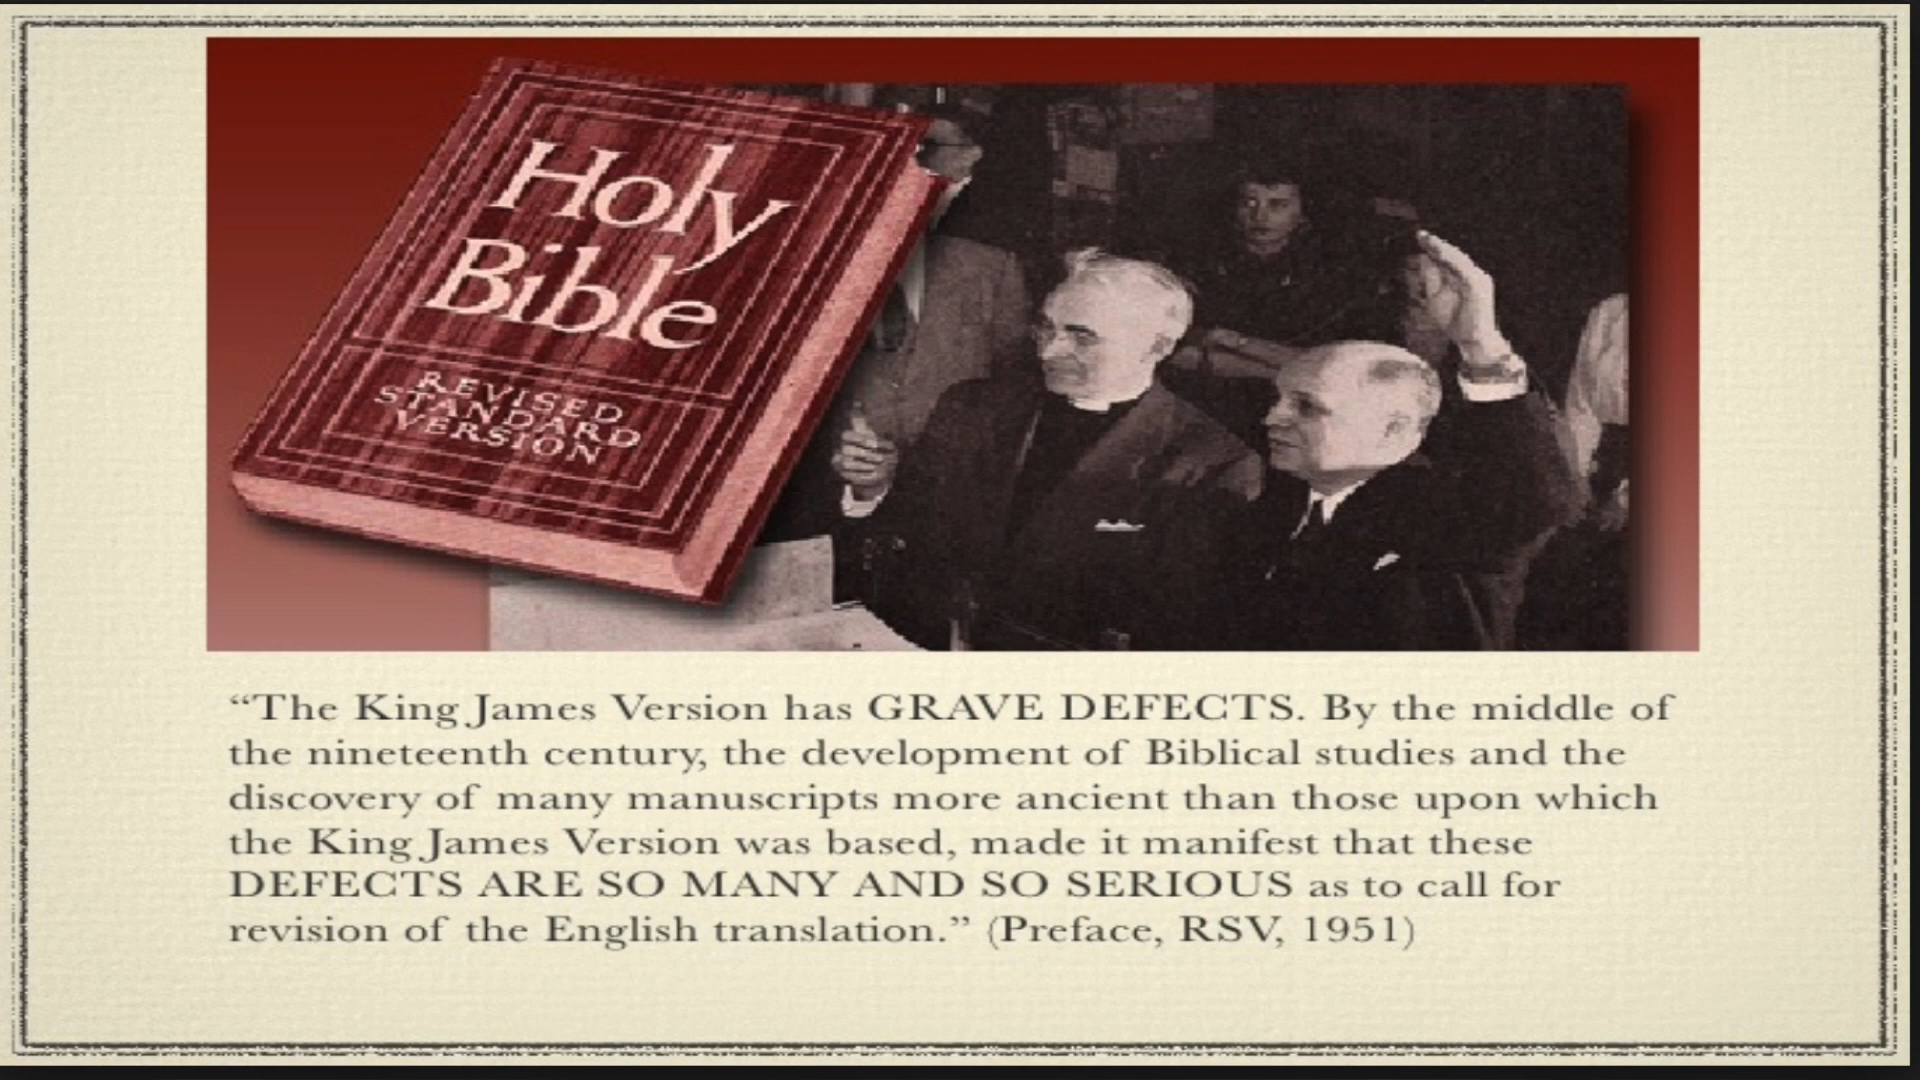 Holy
Bible
REVISED
STANDARD
VERSION
“The King James Version has GRAVE DEFECTS. By the middle of
the nineteenth century, the development of Biblical studies and the
discovery of many manuscripts more ancient than those upon which
the King James Version was based, made it manifest that these
DEFECTS ARE SO MANY AND SO SERIOUS as to call for
revision of the English translation.” (Preface, RSV, 1951)